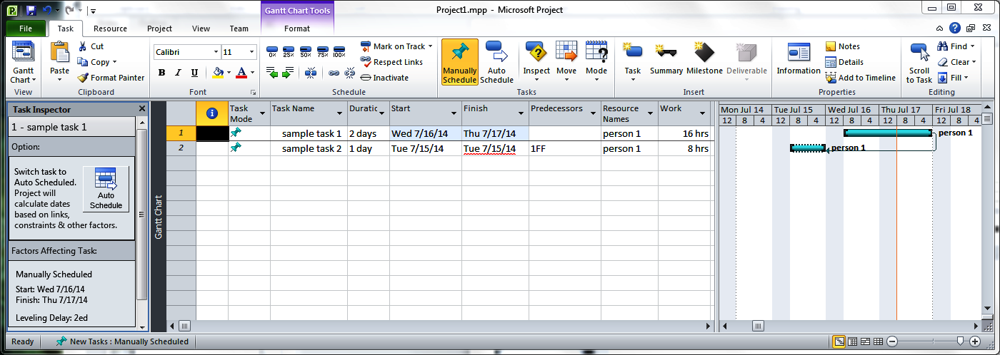 Gantt Chart Tools
Project1.mpp - Microsoft Project
File Task Resource Project View Team Format
Gantt Chart
View
Paste
Cut
Copy
Format Painter
Clipboard
Calibri 11
B I U A
Font
0% 25% 50% 75% 100%
Mark on Track
Respect Links
Inactivate
Schedule
Manually Schedule
Auto Schedule
Inspect
Move
Mode
Tasks
Task
Summary
Milestone
Deliverable
Insert
Information
Notes
Details
Add to Timeline
Properties
Scroll to Task
Find
Clear
Fill
Editing
Task Inspector
1 - sample task 1
Option:
Switch task to
Auto Scheduled.
Project will
calculate dates
based on links,
constraints & other factors.
Auto
Schedule
Factors Affecting Task:
Manually Scheduled
Start: Wed 7/16/14
Finish: Thu 7/17/14
Leveling Delay: 2ed
Gantt Chart
Task Mode Task Name Duratic Start Finish Predecessors Resource Names Work
1 sample task 1 2 days Wed 7/16/14 Thu 7/17/14 person 1 16 hrs
2 sample task 2 1 day Tue 7/15/14 Tue 7/15/14 1FF person 1 8 hrs
Mon Jul 14 Tue Jul 15 Wed Jul 16 Thu Jul 17 Fri Jul 18
12 8 4 12 8 4 12 8 4 12 8 4 12 8 4
person 1
person 1
Ready New Tasks : Manually Scheduled